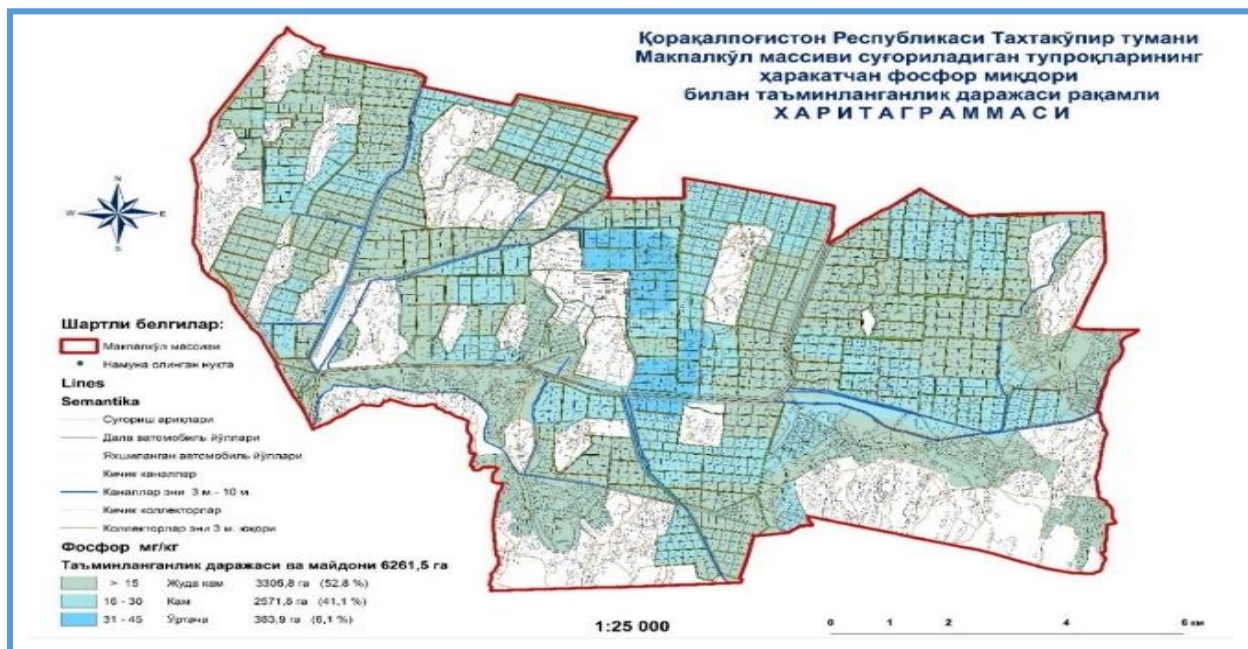 Қорақалпоғистон Республикаси Тахтакўпир тумани
Макпалкўл массиви суғориладиган тупроқларининг
ҳаракатчан фосфор миқдори
билан таъминланганлик даражаси рақамли
ХАРИТАГРАММАСИ
N
W E
S
Шартли белгилар:
Макпалкўл массиви
Намуна олинган нуқта
Lines
Semantika
Суғориш ариқлари
Дала автомобиль йўллари
Яхшиланган автомобиль йўллари
Кичик каналлар
Каналлар эни 3 м.- 10 м.
Кичик коллекторлар
Коллекторлар эни 3 м. юқори
Фосфор мг/кг
Таъминланганлик даражаси ва майдони 6261,5 га
> 15 Жуда кам 3305,8 га (52,8 %)
16 - 30 Кам 2571,8 га (41,1 %)
31 - 45 Ўртача 383,9 га (6,1 %)
1:25 000
0 1 2 4 6 км